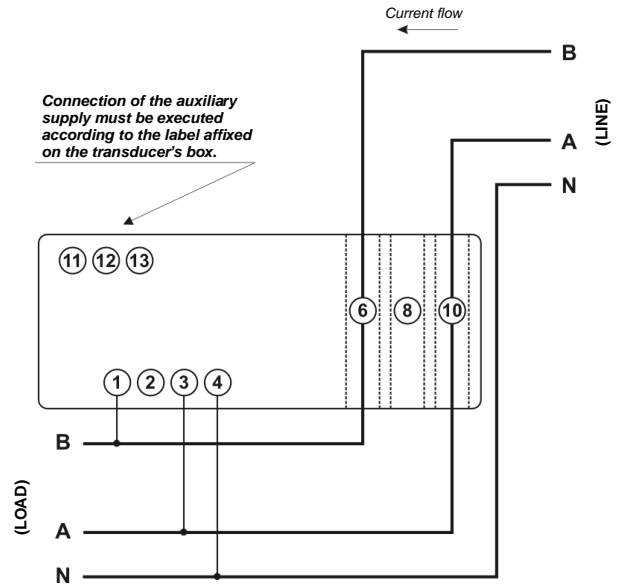 Current flow
B
Connection of the auxiliary
supply must be executed
according to the label affixed
on the transducer's box.
A
(LINE)
N
11 12 13
6 8 10
1 2 3 4
B
(LOAD)
A
N